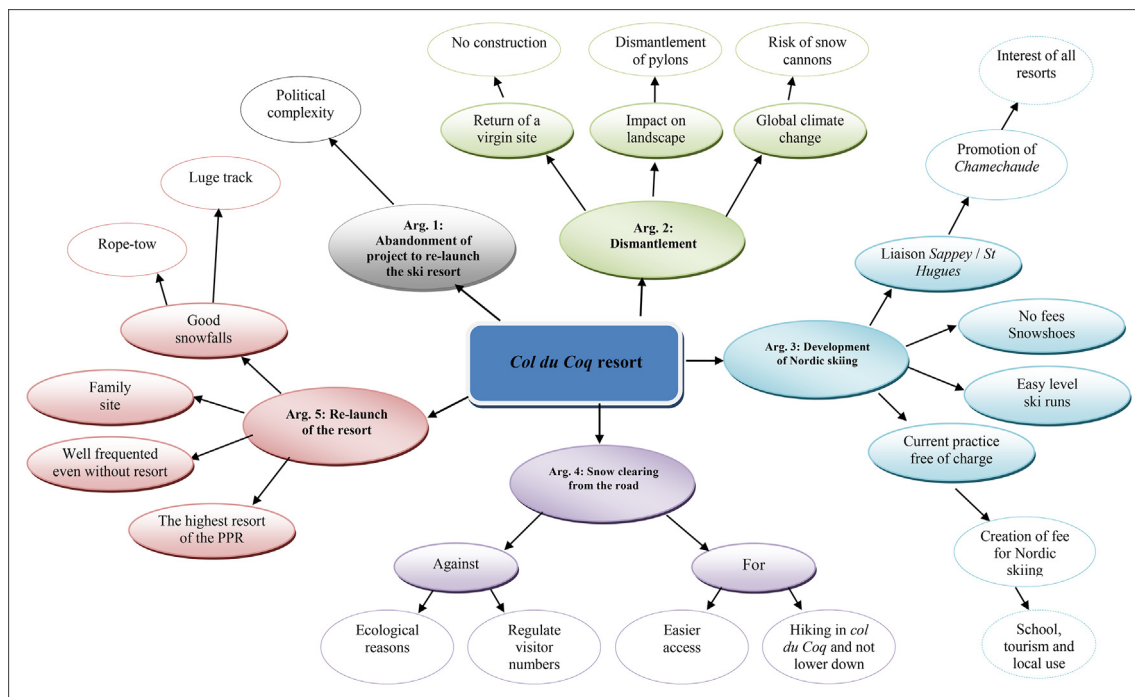 No construction
Dismantlement
of pylons
Risk of snow
cannons
Interest of all
resorts
Political
complexity
Return of a
virgin site
Impact on
landscape
Global climate
change
Promotion of
Chamechaude
Luge track
Rope-tow
Arg. 1:
Abandonment of
project to re-launch
the ski resort
Arg. 2:
Dismantlement
Liaison Sappey / St
Hugues
Good
snowfalls
No fees
Snowshoes
Col du Coq resort
Arg. 3: Development
of Nordic skiing
Family
site
Easy level
ski runs
Arg. 5: Re-launch
of the resort
Well frequented
even without resort
Current practice
free of charge
Arg. 4: Snow clearing
from the road
The highest resort
of the PPR
Creation of fee
for Nordic
skiing
Against
For
Ecological
reasons
Regulate
visitor
numbers
Easier
access
Hiking in col
du Coq and not
lower down
School,
tourism and
local use